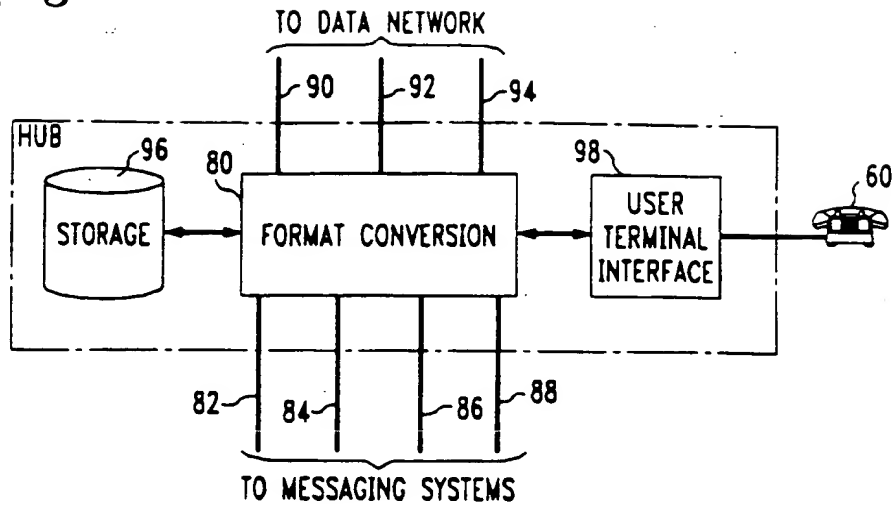 TO DATA NETWORK
90
92
94
HUB
96
80
98
60
STORAGE
FORMAT CONVERSION
USER
TERMINAL
INTERFACE
82
84
86
88
TO MESSAGING SYSTEMS